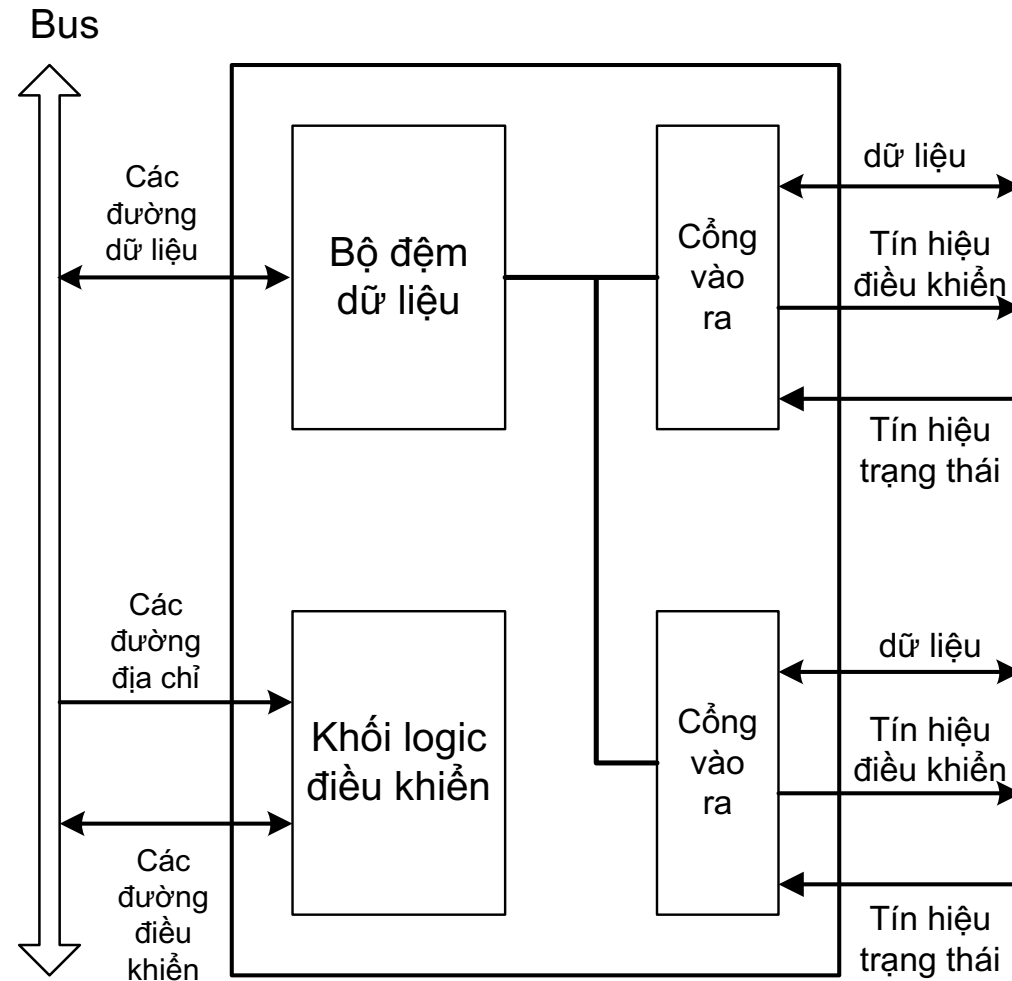 Bus
Các
đường
dữ liệu
Bộ đệm
dữ liệu
Cổng
vào
ra
dữ liệu
Tín hiệu
điều khiển
Tín hiệu
trạng thái
Các
đường
địa chỉ
Khối logic
điều khiển
Các
đường
điều
khiển
Cổng
vào
ra
dữ liệu
Tín hiệu
điều khiển
Tín hiệu
trạng thái